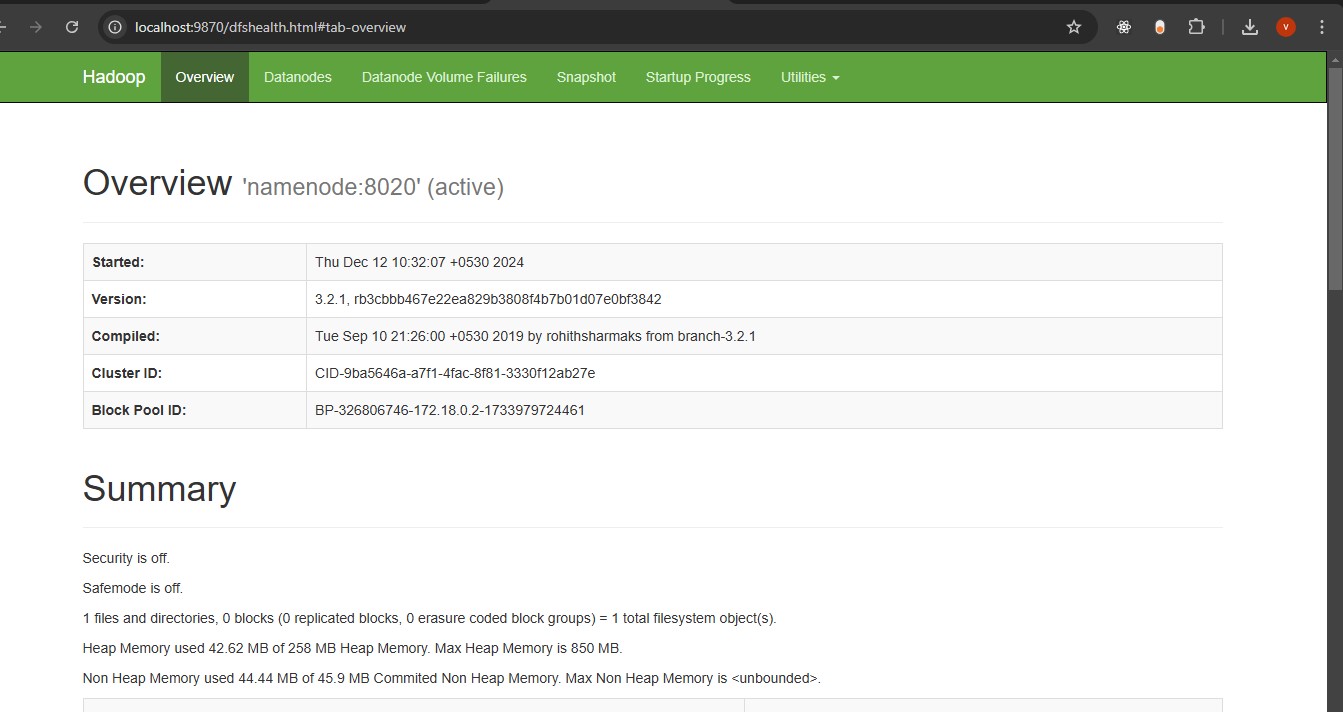 localhost:9870/dfshealth.html#tab-overview
V
Hadoop Overview Datanodes Datanode Volume Failures Snapshot Startup Progress Utilities
Overview 'namenode:8020' (active)
Started: Thu Dec 12 10:32:07 +0530 2024
Version: 3.2.1, rb3cbbb467e22ea829b3808f4b7b01d07e0bf3842
Compiled: Tue Sep 10 21:26:00 +0530 2019 by rohithsharmaks from branch-3.2.1
Cluster ID: CID-9ba5646a-a7f1-4fac-8f81-3330f12ab27e
Block Pool ID: BP-326806746-172.18.0.2-1733979724461
Summary
Security is off.
Safemode is off.
1 files and directories, 0 blocks (0 replicated blocks, 0 erasure coded block groups) = 1 total filesystem object(s).
Heap Memory used 42.62 MB of 258 MB Heap Memory. Max Heap Memory is 850 MB.
Non Heap Memory used 44.44 MB of 45.9 MB Commited Non Heap Memory. Max Non Heap Memory is <unbounded>.